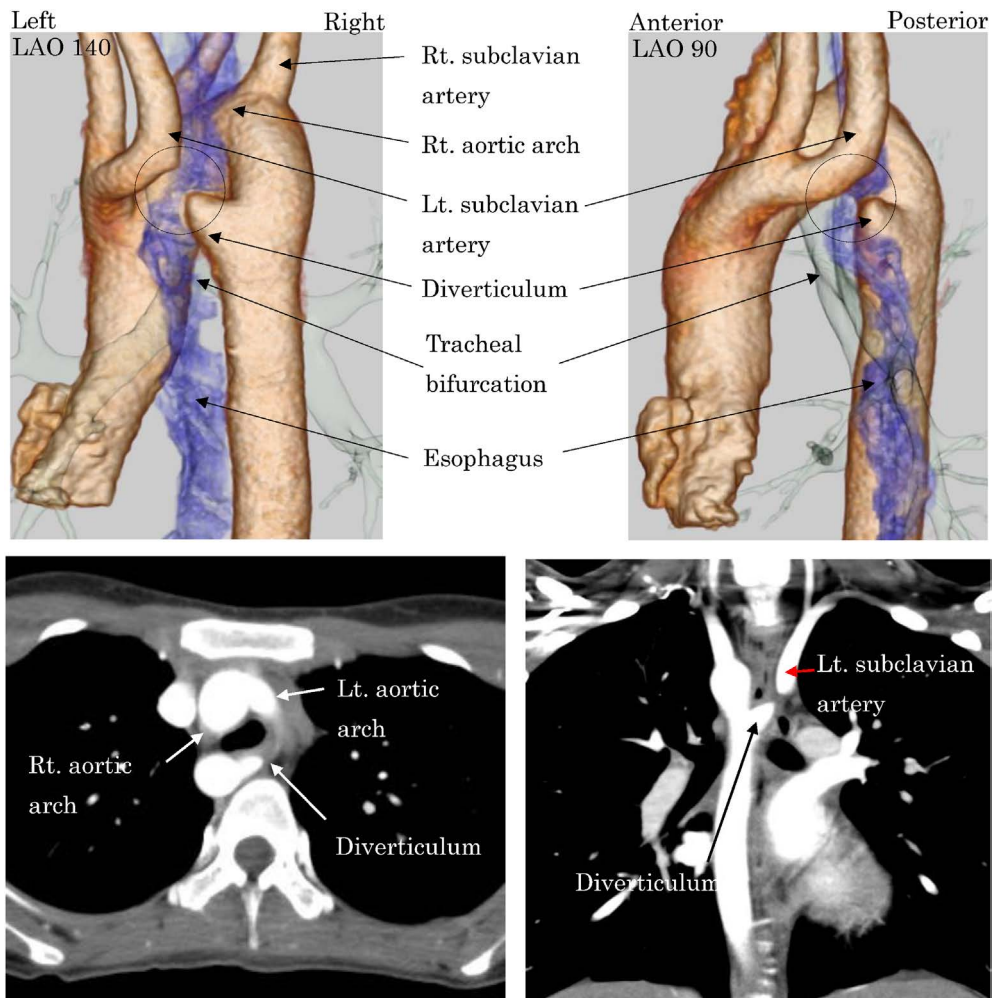 Left
Right
LAO 140
Anterior
Posterior
LAO 90
Rt. subclavian
artery
Rt. aortic arch
Lt. subclavian
artery
Diverticulum
Tracheal
bifurcation
Esophagus
Lt. aortic
arch
Rt. aortic
arch
Diverticulum
Lt. subclavian
artery
Diverticulum